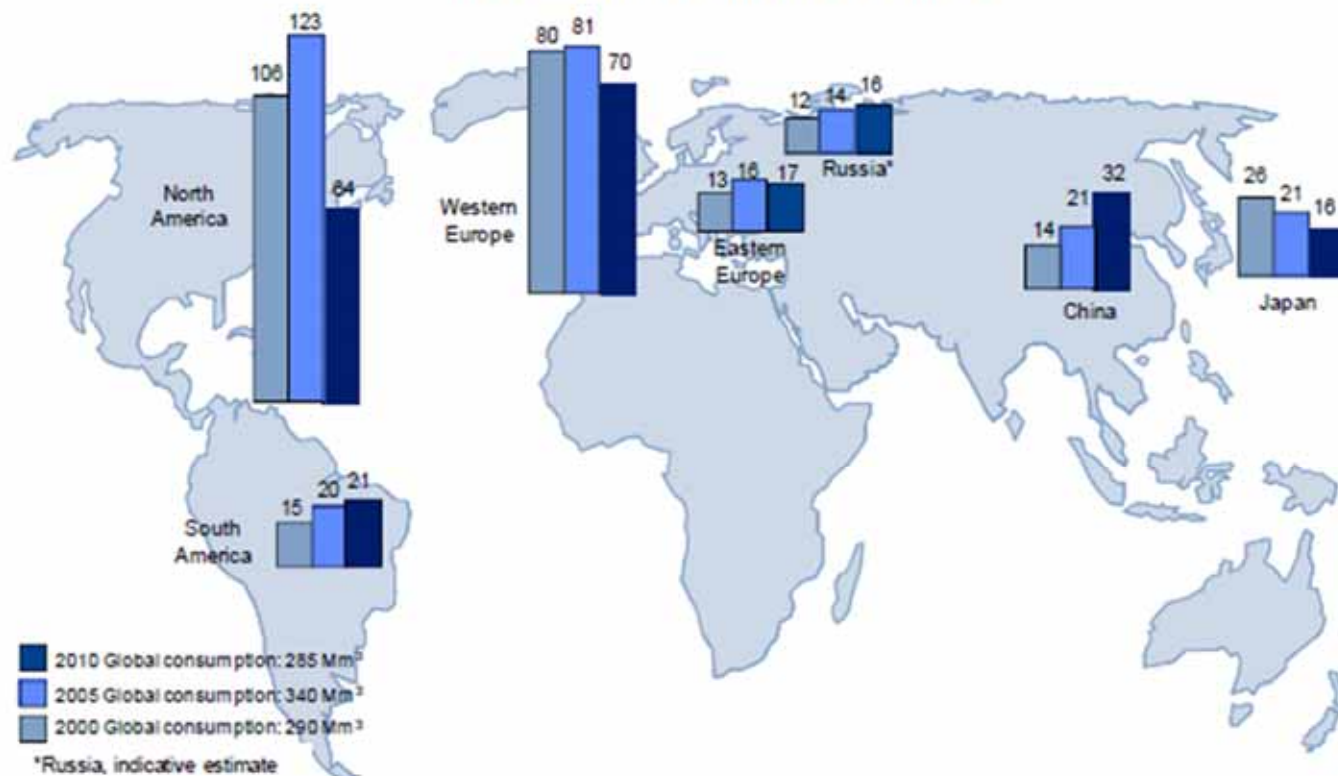 123
106
64
North
America
80
81
70
Western
Europe
12
14
16
Russia*
13
16
17
Eastern
Europe
14
21
32
China
26
21
16
Japan
15
20
21
South
America
2010 Global consumption: 285 Mm³
2005 Global consumption: 340 Mm³
2000 Global consumption: 290 Mm³
*Russia, indicative estimate